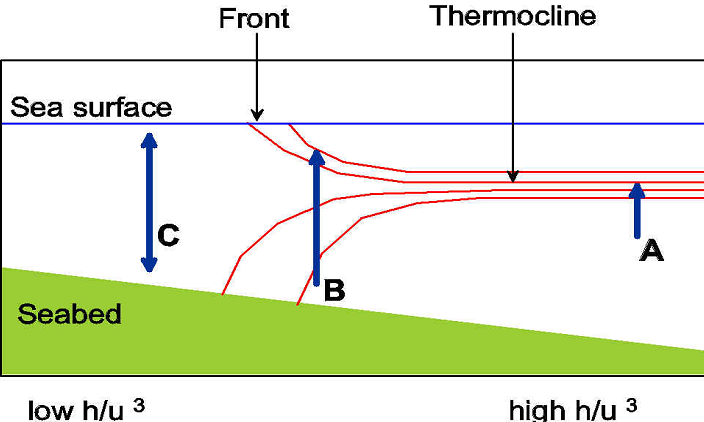 Front
Thermocline
Sea surface
C
A
B
Seabed
low h/u ³
high h/u ³